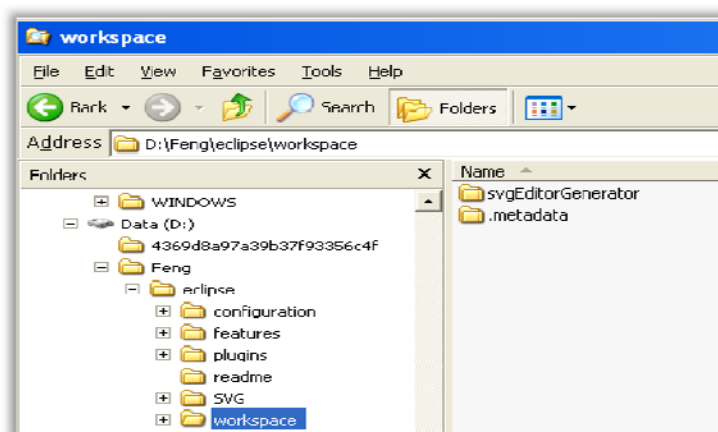 workspace
File Edit View Favorites Tools Help
Back Search Folders
Address D:\Feng\eclipse\workspace
Folders x Name
svgEditorGenerator
.metadata
WINDOWS
Data (D:)
4369d8a97a39b37f93356c4f
Feng
eclipse
configuration
features
plugins
readme
SVG
workspace